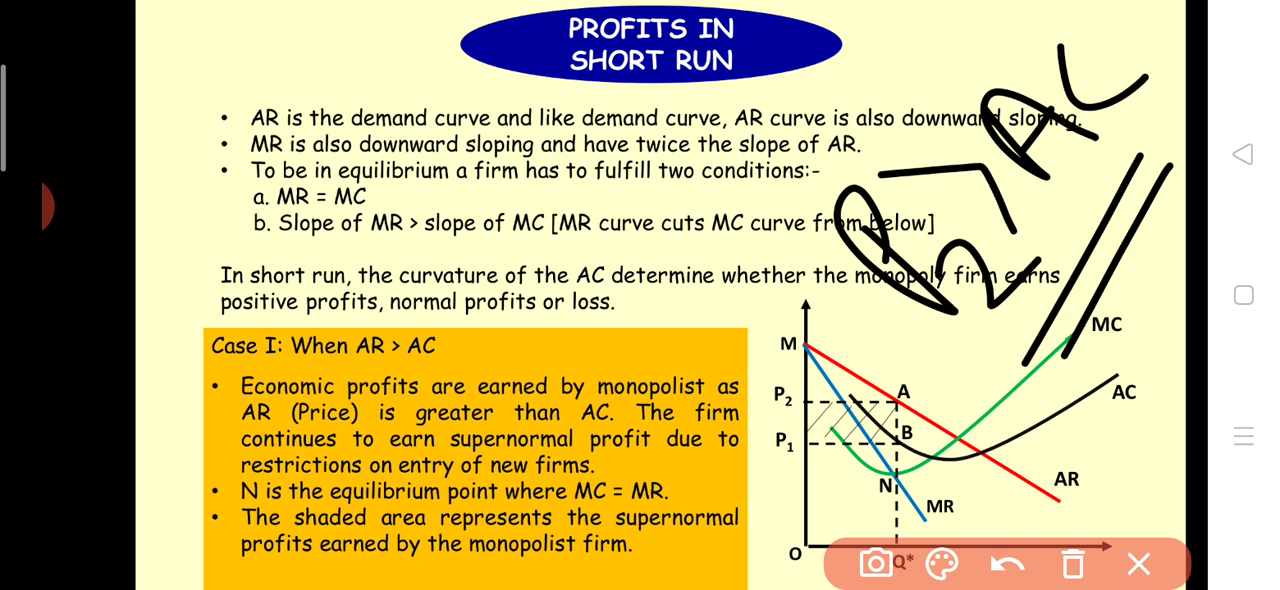 PROFITS IN
SHORT RUN
• AR is the demand curve and like demand curve, AR curve is also downward sloping.
• MR is also downward sloping and have twice the slope of AR.
• To be in equilibrium a firm has to fulfill two conditions:-
a. MR = MC
b. Slope of MR > slope of MC [MR curve cuts MC curve from below]
In short run, the curvature of the AC determine whether the monopoly firm earns
positive profits, normal profits or loss.
Case I: When AR > AC
• Economic profits are earned by monopolist as
AR (Price) is greater than AC. The firm
continues to earn supernormal profit due to
restrictions on entry of new firms.
• N is the equilibrium point where MC = MR.
• The shaded area represents the supernormal
profits earned by the monopolist firm.
M
P2
P1
O
A
B
N
MR
AR
AC
MC
Q*
AC